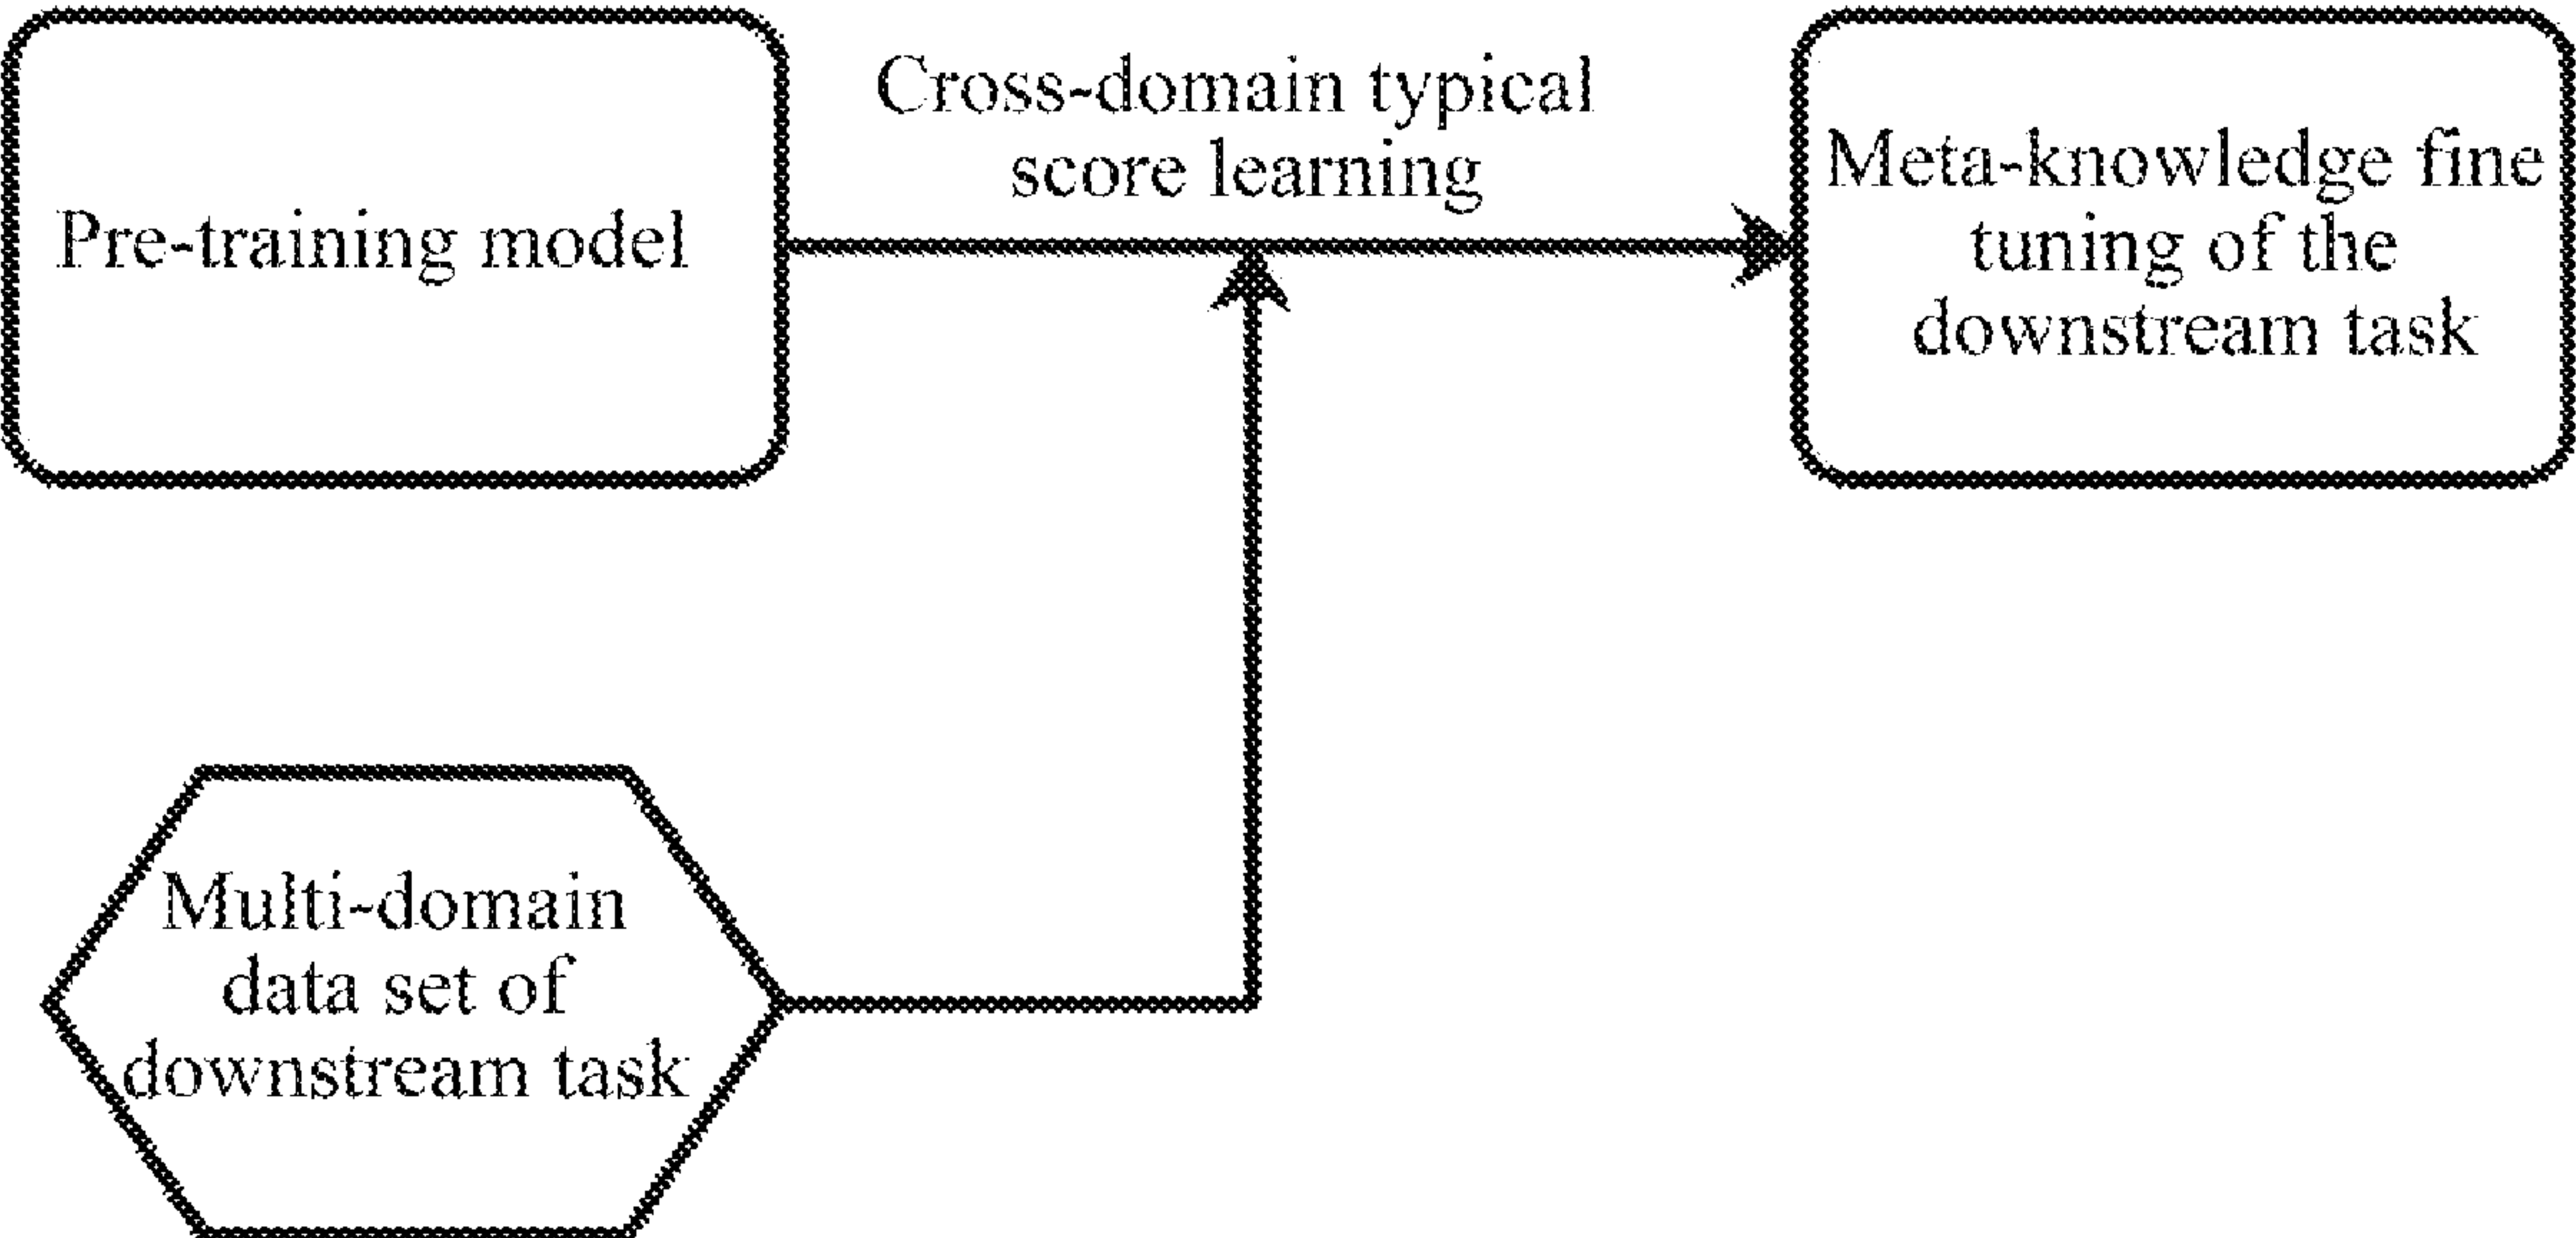 Pre-training model
Cross-domain typical
score learning
Meta-knowledge fine
tuning of the
downstream task
Multi-domain
data set of
downstream task